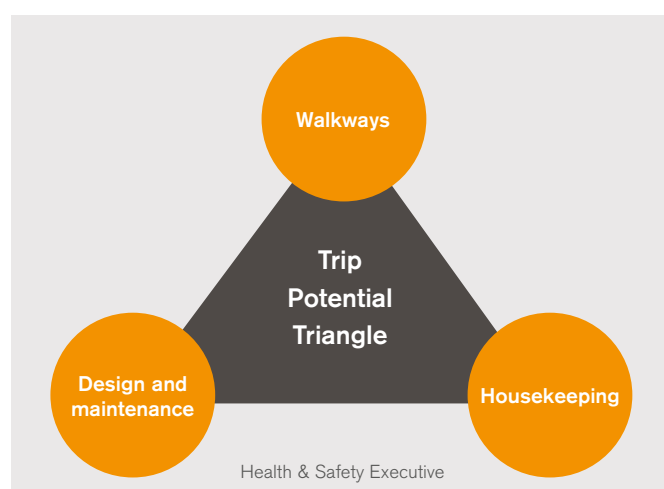 Walkways
Trip
Potential
Triangle
Design and
maintenance
Housekeeping
Health & Safety Executive